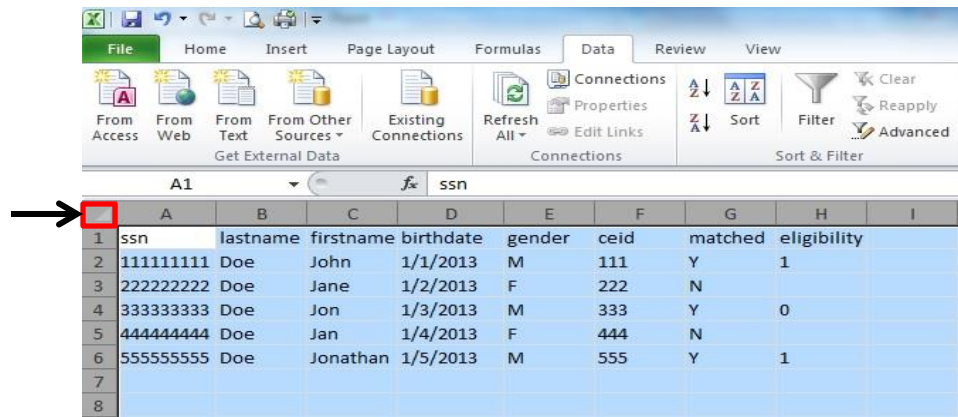 File Home Insert Page Layout Formulas Data Review View
From Access From Web From Text From Other Sources Existing Connections Refresh All Connections Properties Edit Links A Z Z A Sort A Z Z A Filter Clear Reapply Advanced
Get External Data Connections Sort & Filter
A1 fx ssn
A B C D E F G H I
1 ssn lastname firstname birthdate gender ceid matched eligibility
2 111111111 Doe John 1/1/2013 M 111 Y 1
3 222222222 Doe Jane 1/2/2013 F 222 N
4 333333333 Doe Jon 1/3/2013 M 333 Y 0
5 444444444 Doe Jan 1/4/2013 F 444 N
6 555555555 Doe Jonathan 1/5/2013 M 555 Y 1
7
8